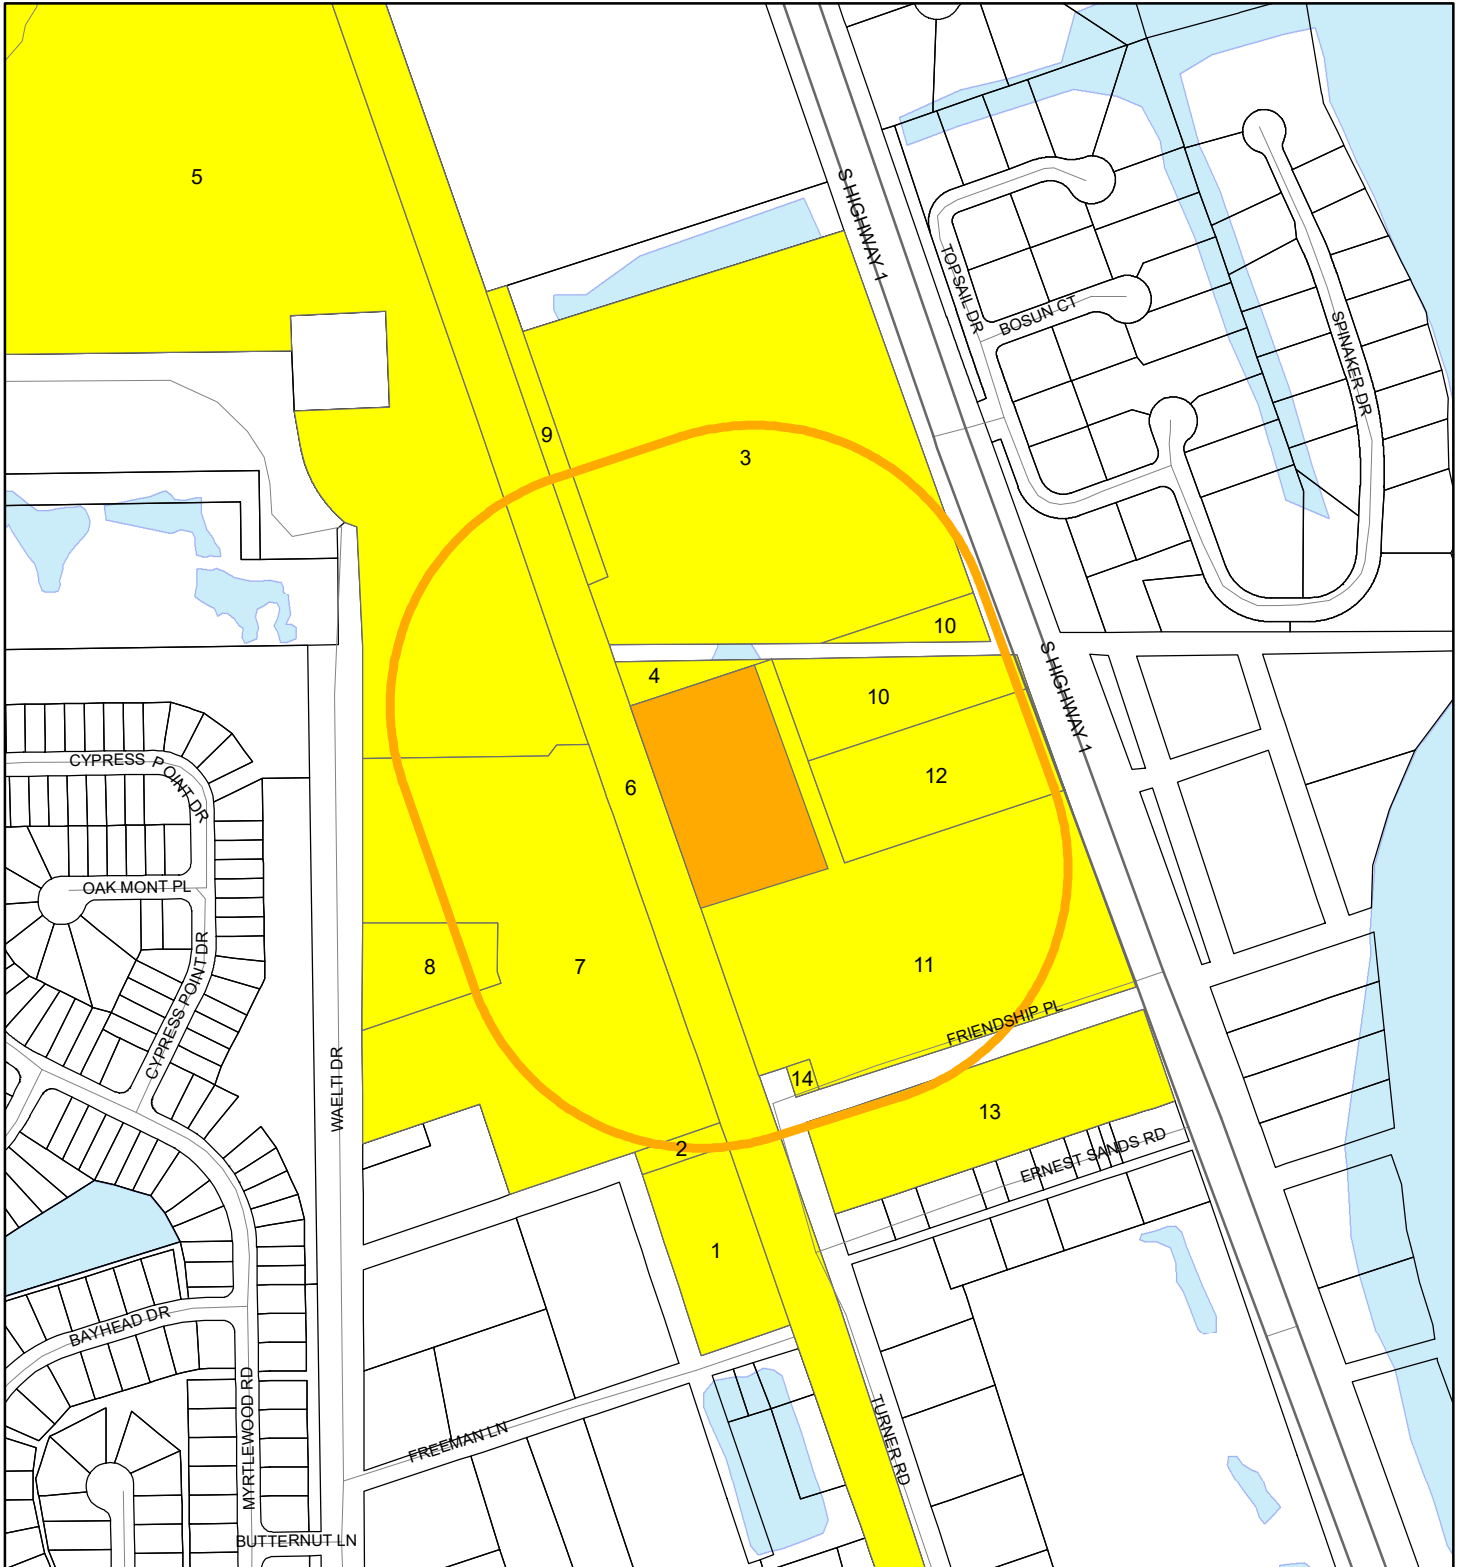 5
S HIGHWAY 1
TOPSAIL DR
BOSUN CT
SPINAKER DR
9
3
10
S HIGHWAY 1
4
10
CYPRESS POINT DR
12
6
OAK MONT PL
CYPRESS POINT DR
8
7
11
FRIENDSHIP PL
WAELTI DR
14
13
2
ERNEST SANDS RD
1
BAYHEAD DR
MYRTLEWOOD RD
FREEMAN LN
TURNER RD
BUTTERNUT LN